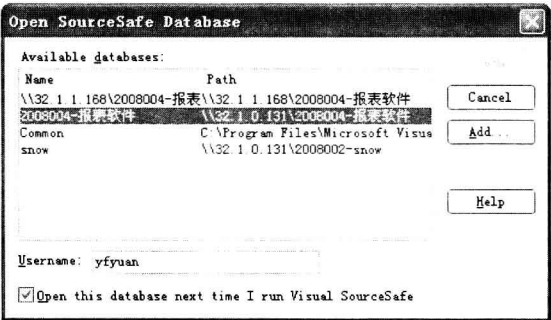 Open SourceSafe Database
Available databases:
Name Path
\\32.1.1.168\2008004-报表\\32.1.1.168\2008004-报表软件
2008004-报表软件 \\32.1.0.131\2008004-报表软件
Common C:\Program Files\Microsoft Visua
snow \\32.1.0.131\2008002-snow
Cancel
Add...
Help
Username: yfyuan
Open this database next time I run Visual SourceSafe